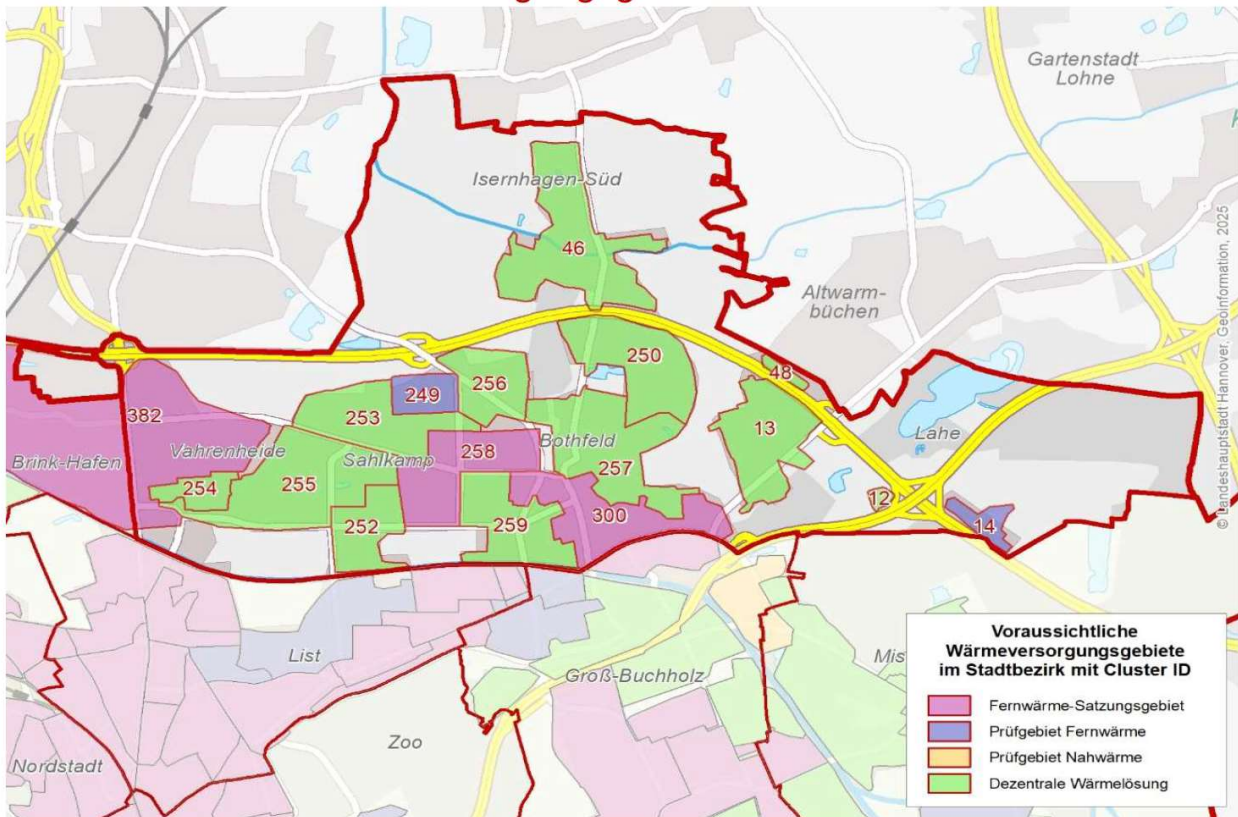 Gartenstadt
Lohne
Isernhagen-Süd
46
Altwarm-
büchen
250
48
256
249
253
13
382
Vahrenheide
Brink-Hafen
Sahlkamp
258
Bothfeld
Lahe
257
254
255
12
252
259
300
14
List
Groß-Buchholz
Mis
Zoo
Nordstadt
© Landeshauptstadt Hannover, Geoinformation, 2025
Voraussichtliche
Wärmeversorgungsgebiete
im Stadtbezirk mit Cluster ID
Fernwärme-Satzungsgebiet
Prüfgebiet Fernwärme
Prüfgebiet Nahwärme
Dezentrale Wärmelösung